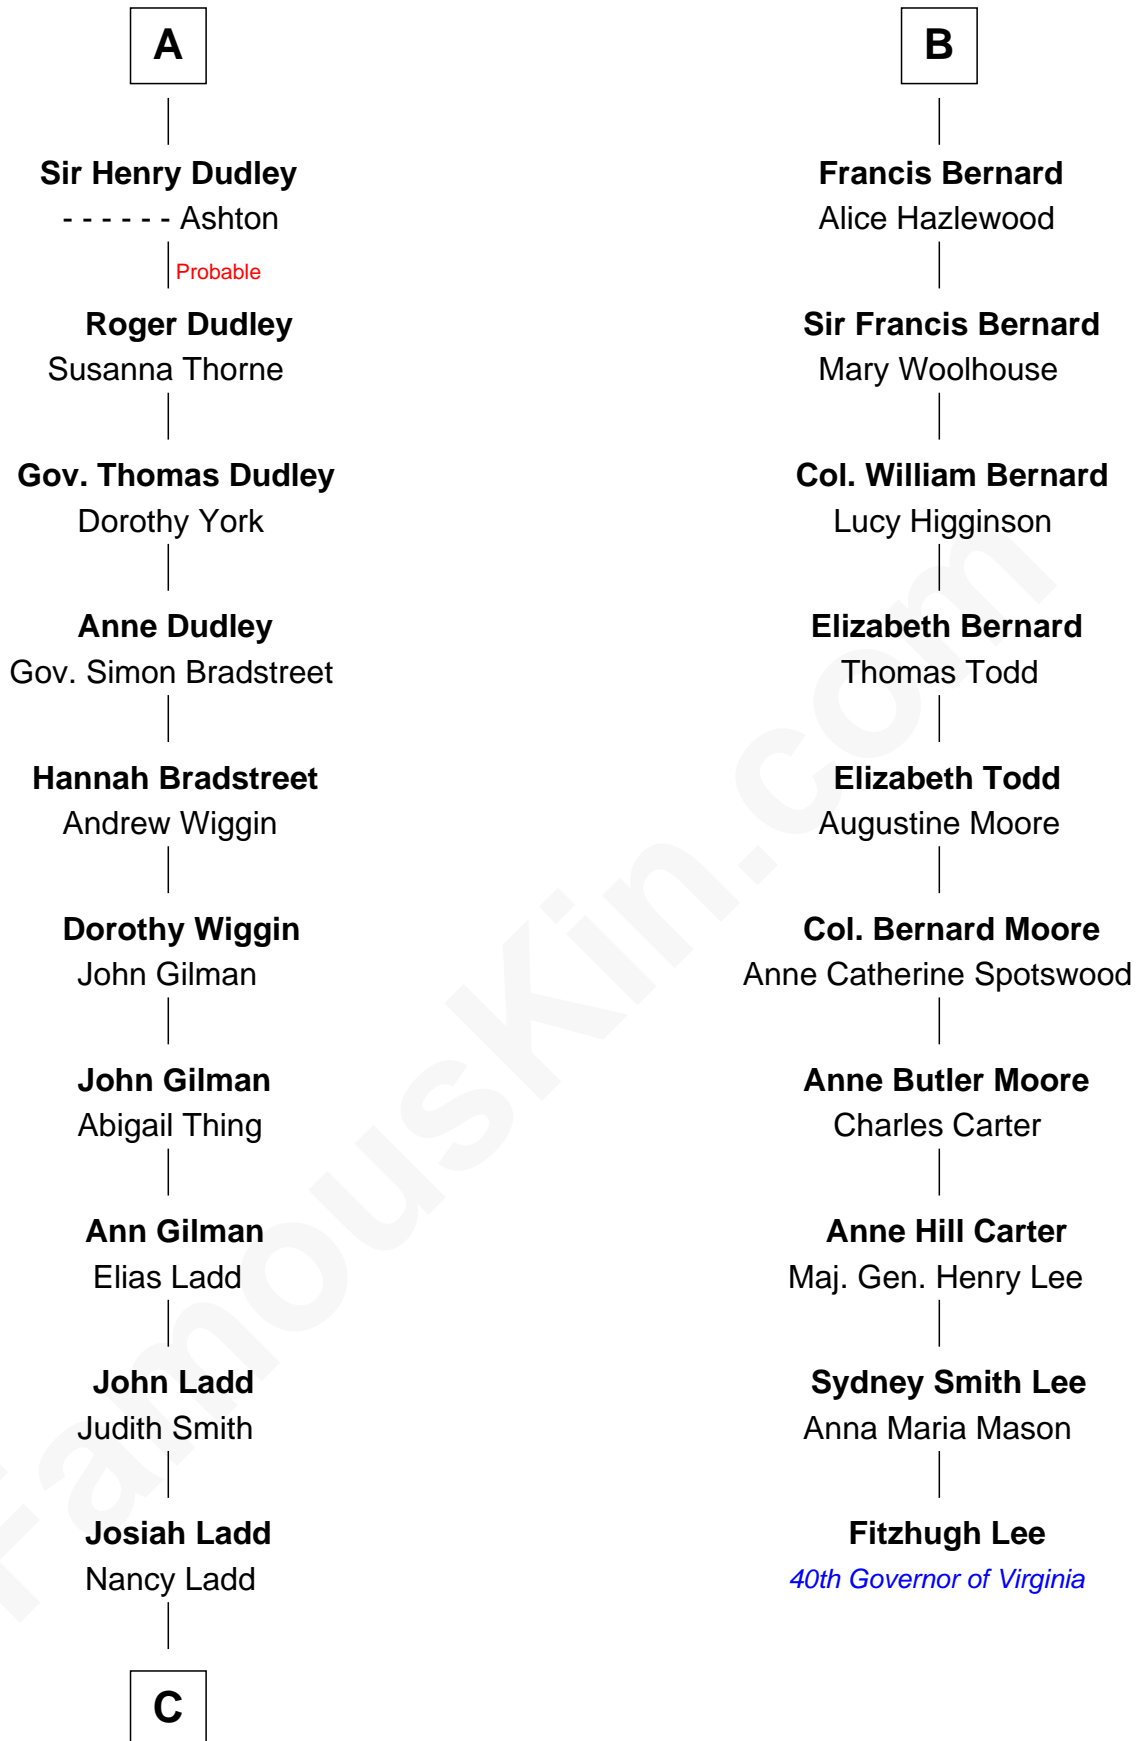 A
Sir Henry Dudley
- - - - - - Ashton
Probable
Roger Dudley
Susanna Thorne
Gov. Thomas Dudley
Dorothy York
Anne Dudley
Gov. Simon Bradstreet
Hannah Bradstreet
Andrew Wiggin
Dorothy Wiggin
John Gilman
John Gilman
Abigail Thing
Ann Gilman
Elias Ladd
John Ladd
Judith Smith
Josiah Ladd
Nancy Ladd
C
B
Francis Bernard
Alice Hazlewood
Sir Francis Bernard
Mary Woolhouse
Col. William Bernard
Lucy Higginson
Elizabeth Bernard
Thomas Todd
Elizabeth Todd
Augustine Moore
Col. Bernard Moore
Anne Catherine Spotswood
Anne Butler Moore
Charles Carter
Anne Hill Carter
Maj. Gen. Henry Lee
Sydney Smith Lee
Anna Maria Mason
Fitzhugh Lee
40th Governor of Virginia
FamousKin.com